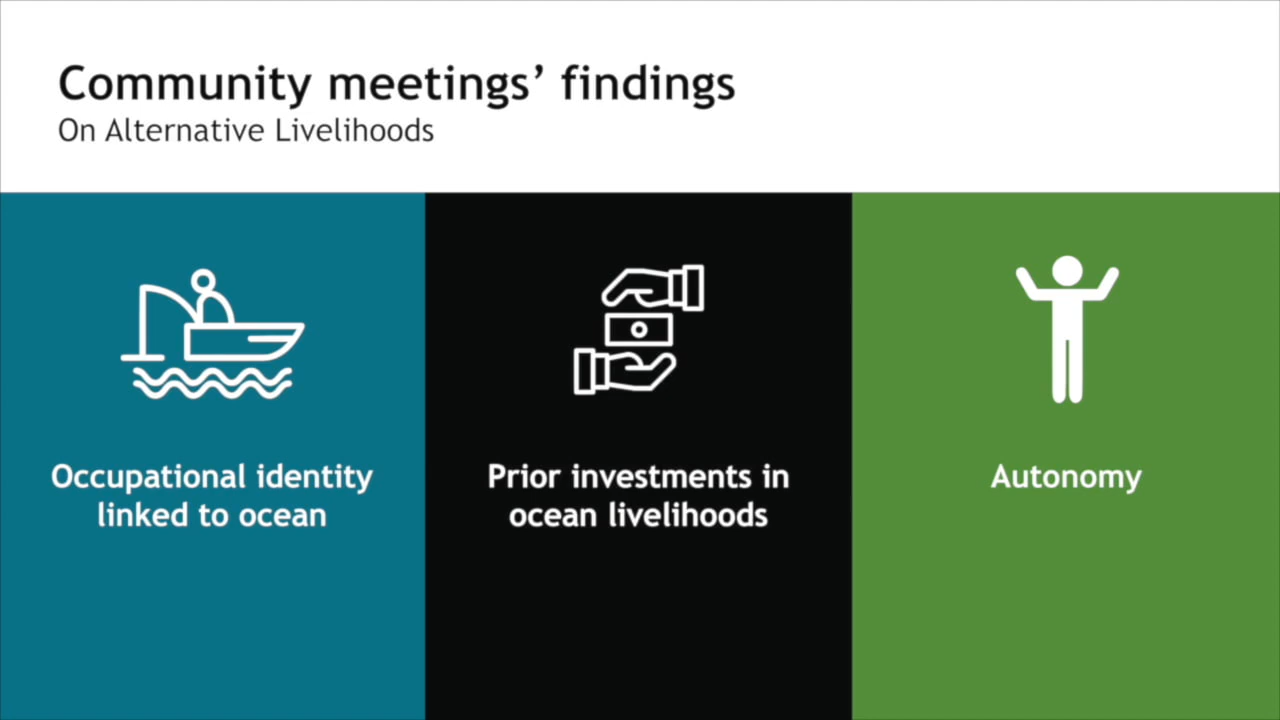 Community meetings’ findings
On Alternative Livelihoods
Occupational identity
linked to ocean
Prior investments in
ocean livelihoods
Autonomy